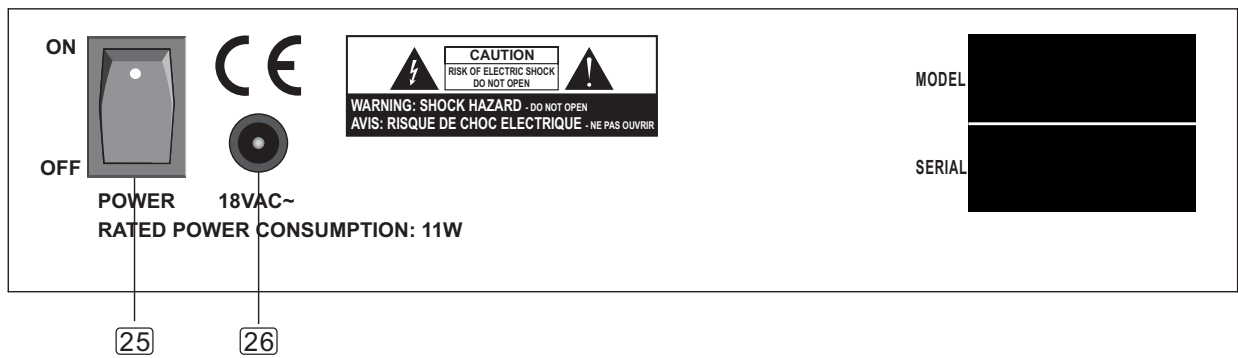 ON
OFF
POWER
18VAC~
RATED POWER CONSUMPTION: 11W
CE
CAUTION
RISK OF ELECTRIC SHOCK
DO NOT OPEN
WARNING: SHOCK HAZARD - DO NOT OPEN
AVIS: RISQUE DE CHOC ELECTRIQUE - NE PAS OUVRIR
MODEL
SERIAL
25
26